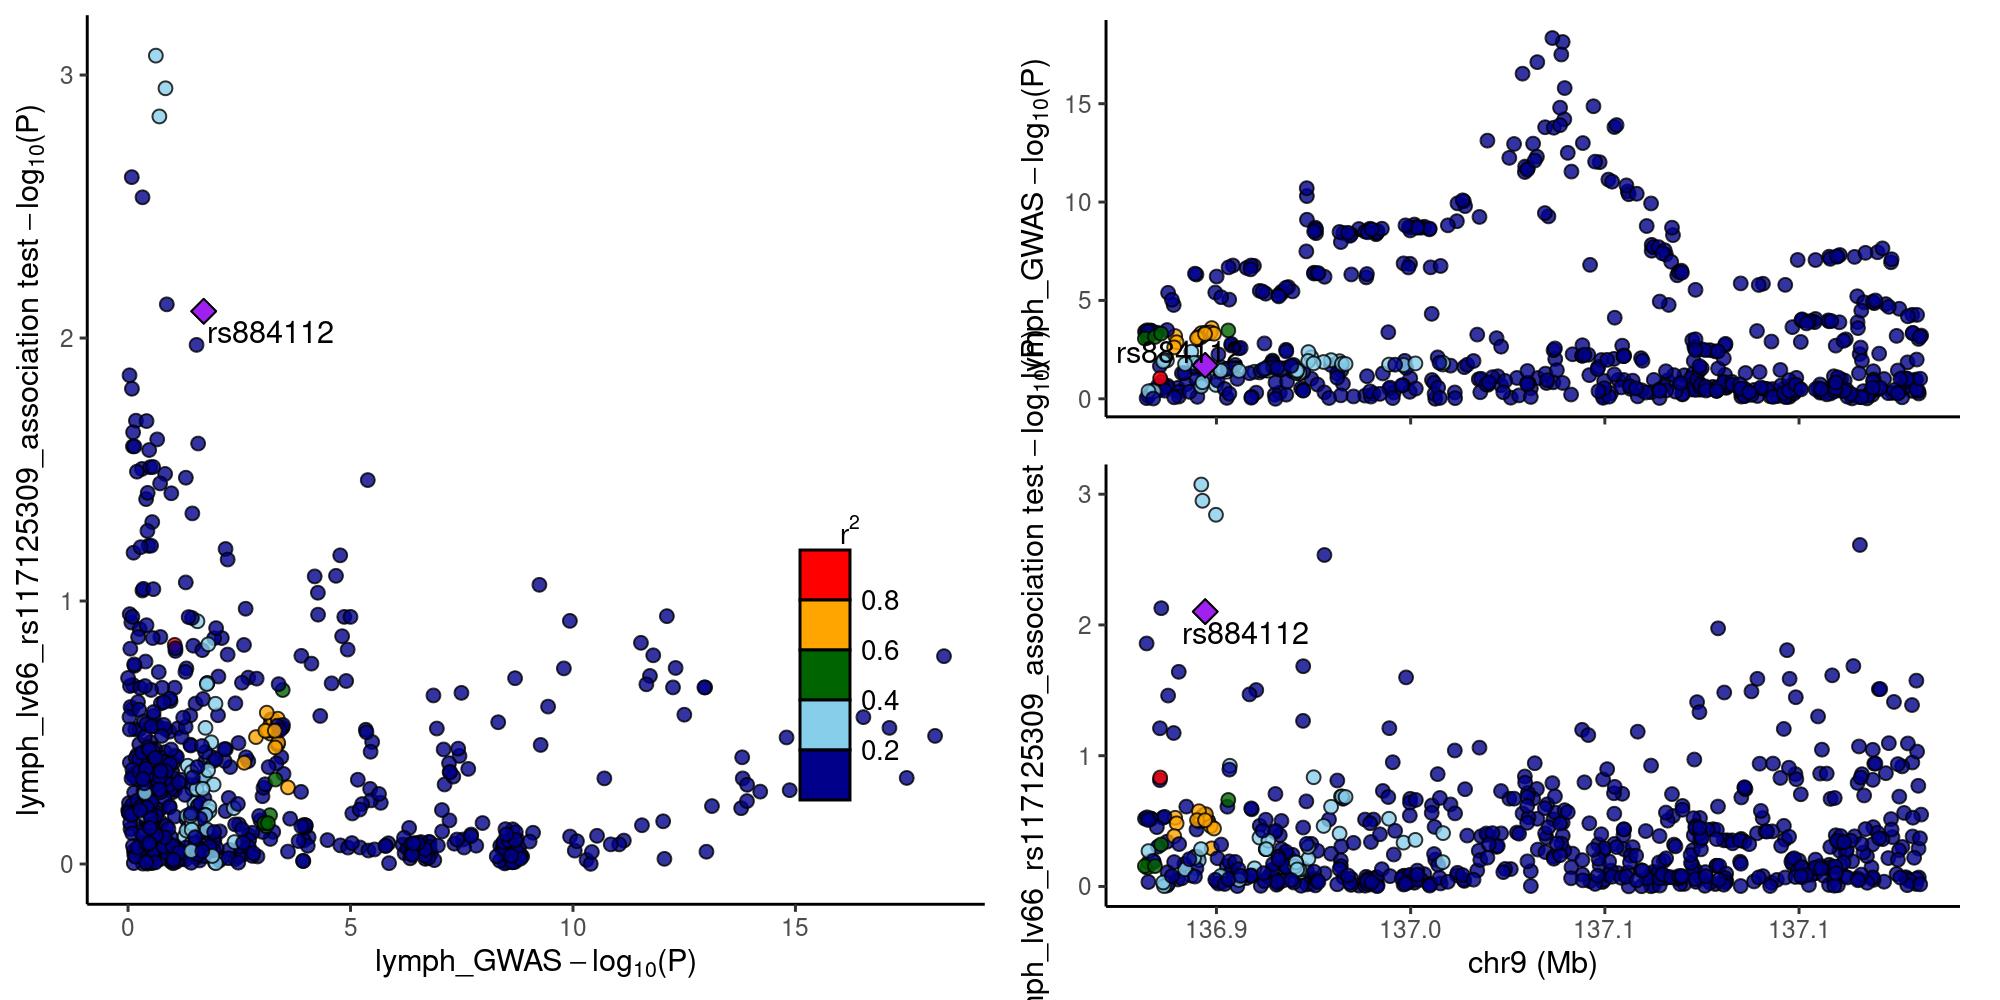 lymph_lv66_rs117125309_association test −log10(P)
3
2
1
0
rs884112
r2
0.8
0.6
0.4
0.2
0
5
10
15
lymph_GWAS −log10(P)
lymph_GWAS −log10(P)
15
10
5
0
rs88411
mph_lv66_rs117125309_association test −log10(P)
3
2
1
0
rs884112
136.9
137.0
137.1
137.1
chr9 (Mb)